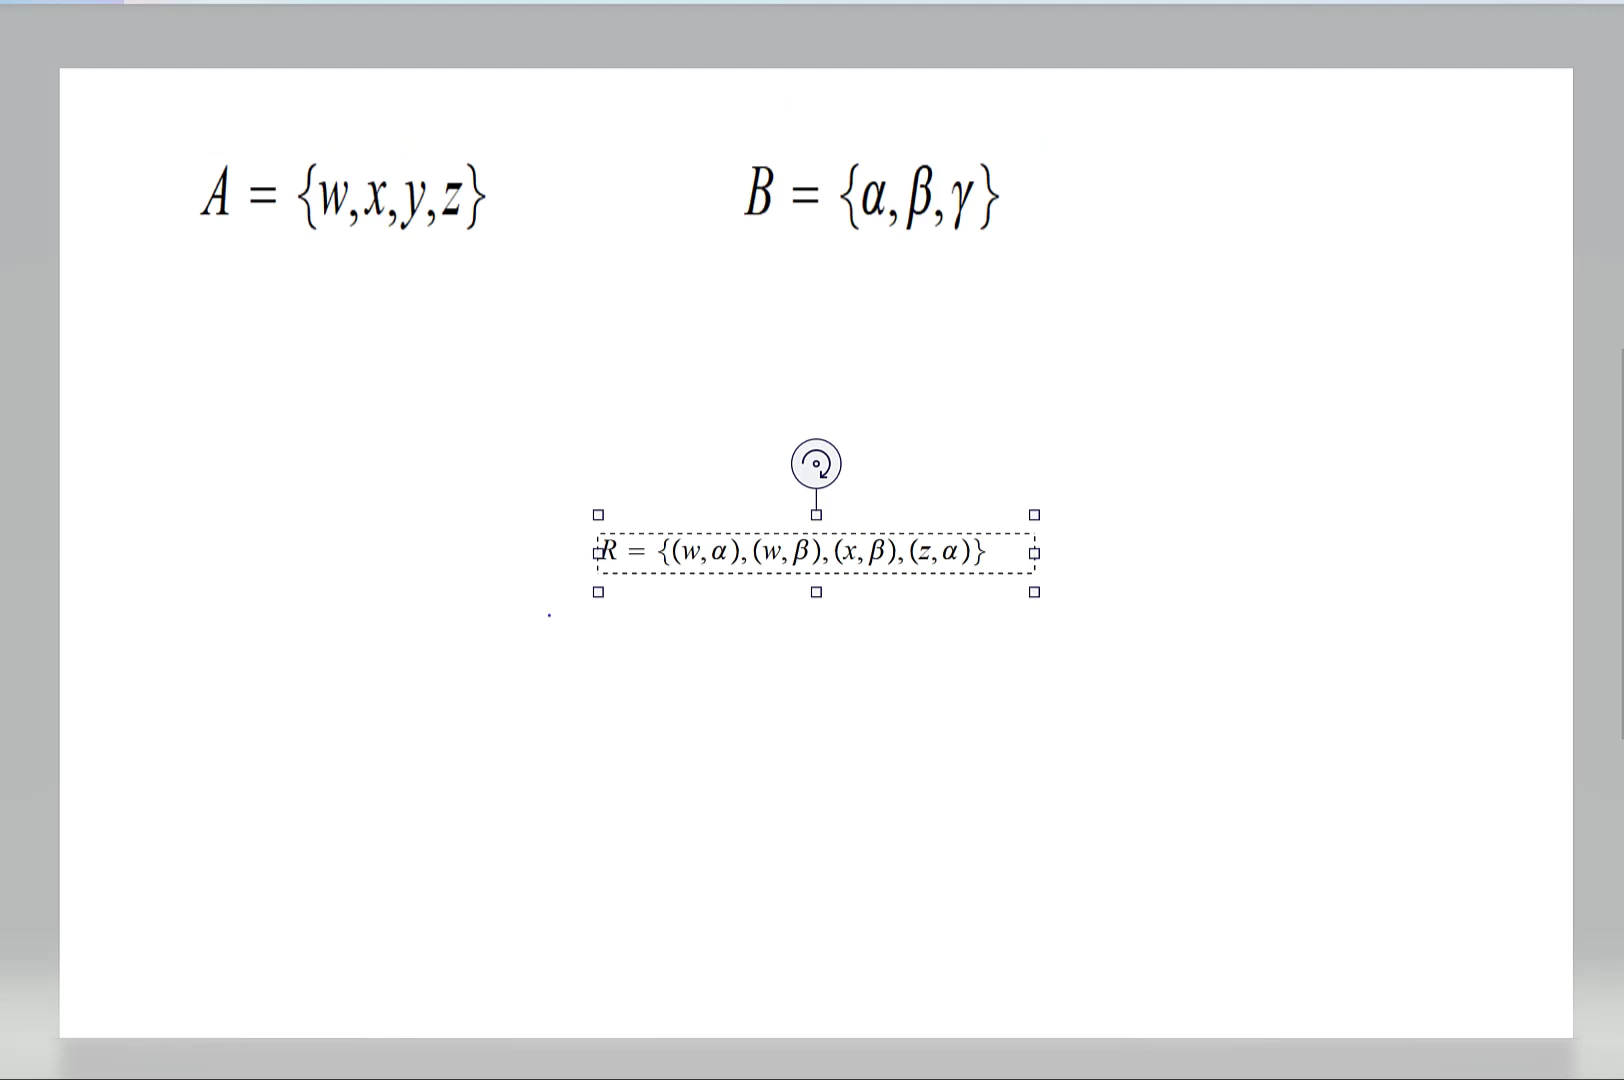 A = {w,x,y,z} B = {α,β,γ}
R = {(w,α),(w,β),(x,β),(z,α)}